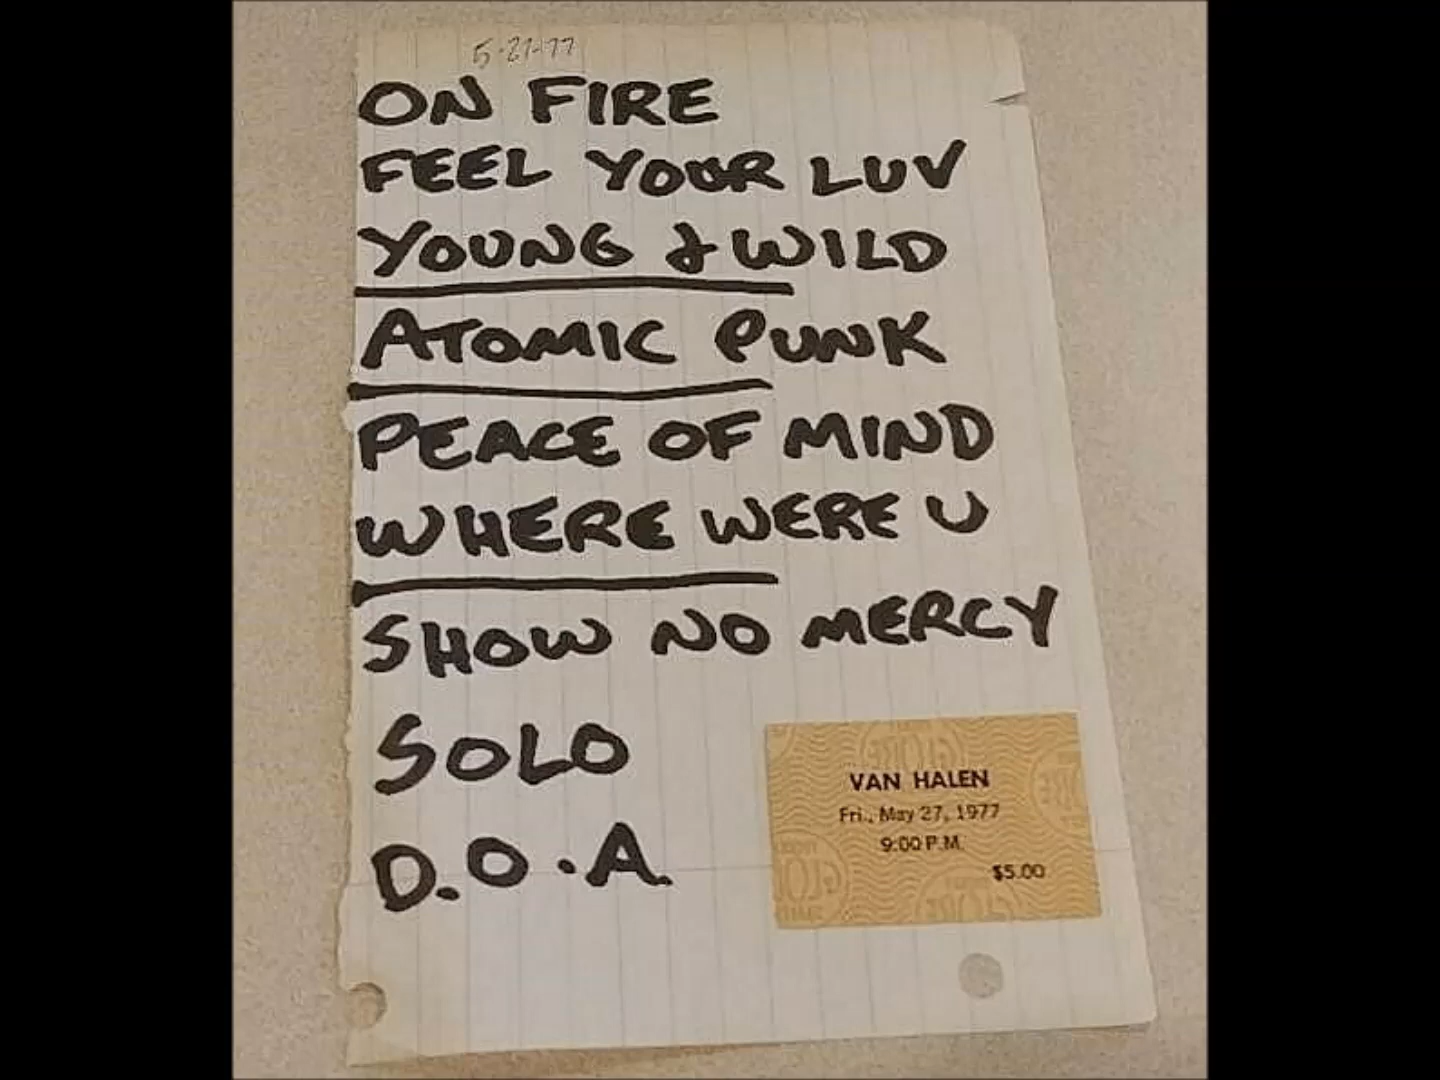 5-27-77
ON FIRE
FEEL YOUR LUV
YOUNG & WILD
ATOMIC PUNK
PEACE OF MIND
WHERE WERE U
SHOW NO MERCY
SOLO
D.O.A.
VAN HALEN
Fri., May 27, 1977
9:00 P.M.
$5.00
GLOBE